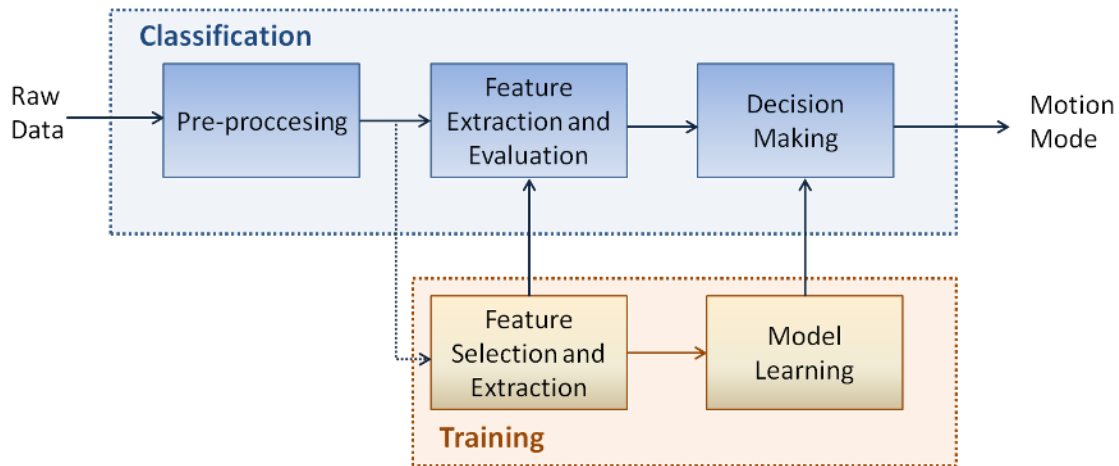 Classification
Raw
Data
Pre-proccesing
Feature
Extraction and
Evaluation
Decision
Making
Motion
Mode
Feature
Selection and
Extraction
Model
Learning
Training